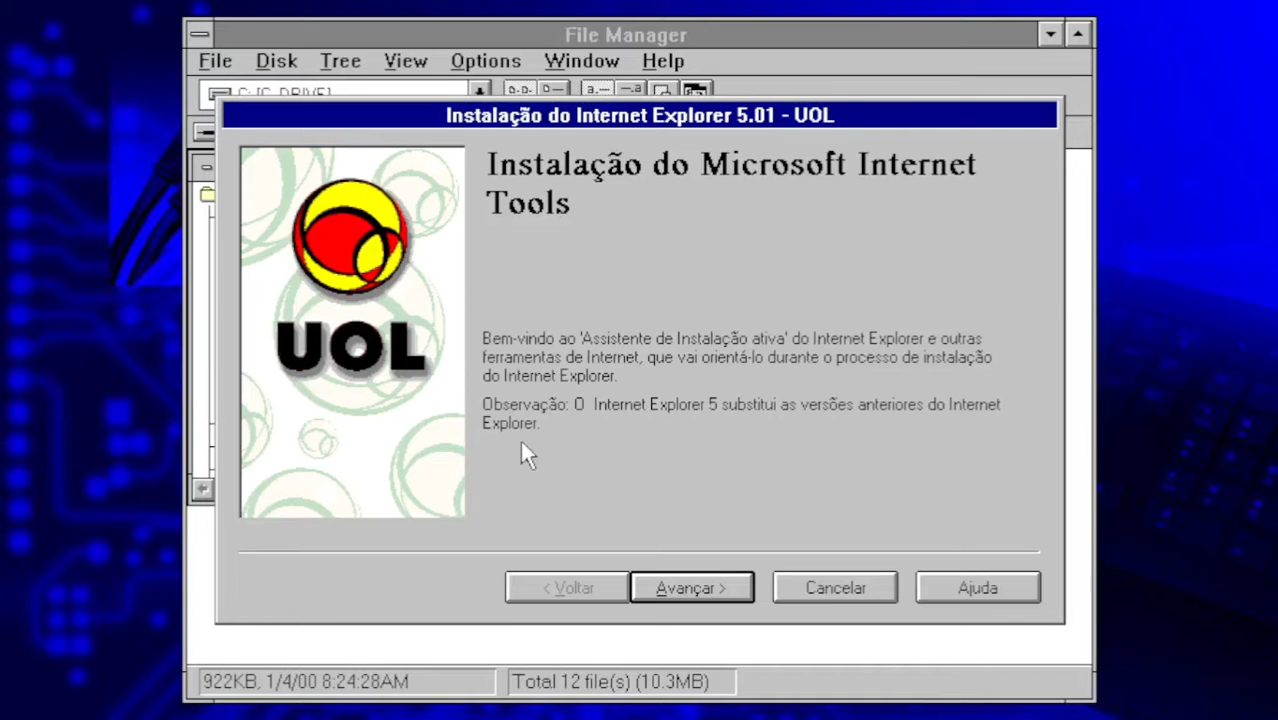 File Manager
File Disk Tree View Options Window Help
C: [C_DRIVE]
Instalação do Internet Explorer 5.01 - UOL
Instalação do Microsoft Internet
Tools
UOL
Bem-vindo ao 'Assistente de Instalação ativa' do Internet Explorer e outras
ferramentas de Internet, que vai orientá-lo durante o processo de instalação
do Internet Explorer.
Observação: O Internet Explorer 5 substitui as versões anteriores do Internet
Explorer.
< Voltar Avançar > Cancelar Ajuda
922KB, 1/4/00 8:24:28AM Total 12 file(s) (10.3MB)